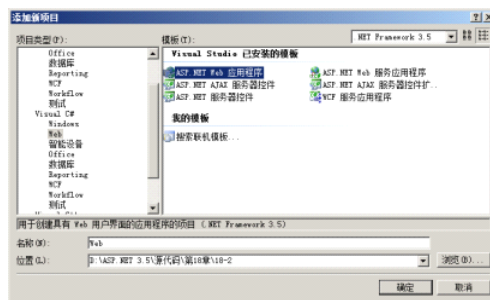 添加新项目
项目类型(P):
模板(T):
.NET Framework 3.5
Office
数据库
Reporting
WCF
Workflow
测试
Visual C#
Windows
Web
智能设备
Office
数据库
Reporting
WCF
Workflow
测试
Visual Studio 已安装的模板
ASP.NET Web 应用程序
ASP.NET Web 服务应用程序
ASP.NET AJAX 服务器控件
ASP.NET AJAX 服务器控件扩..
ASP.NET 服务器控件
WCF 服务应用程序
我的模板
搜索联机模板...
用于创建具有 Web 用户界面的应用程序的项目 (.NET Framework 3.5)
名称(N):
Web
位置(L):
D:\ASP.NET 3.5\源代码\第18章\18-2
浏览(B)...
确定
取消